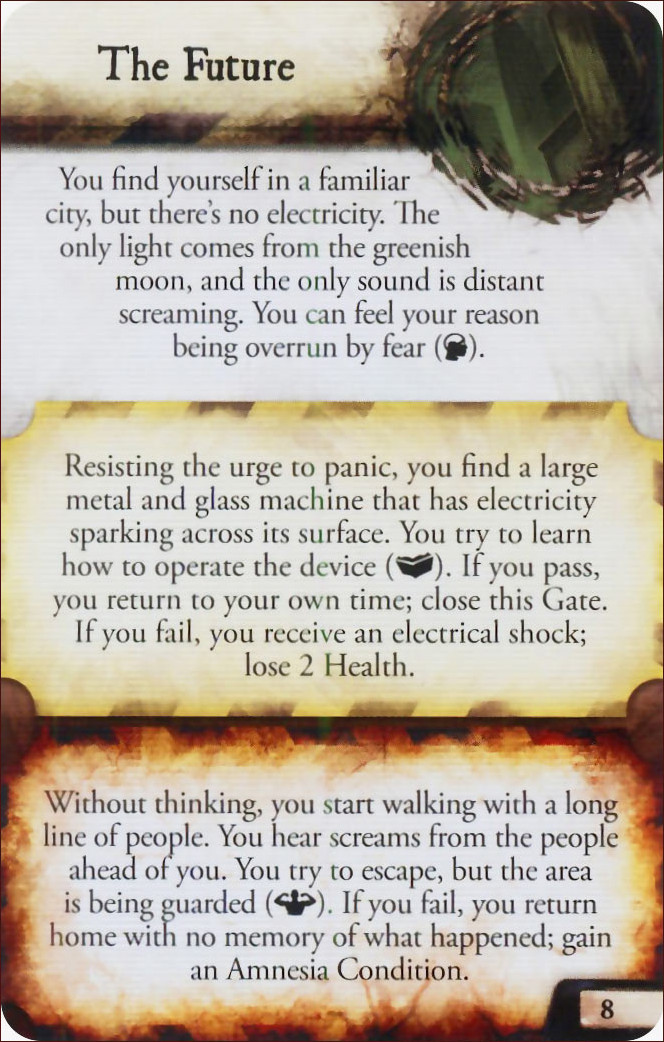 The Future
You find yourself in a familiar
city, but there's no electricity. The
only light comes from the greenish
moon, and the only sound is distant
screaming. You can feel your reason
being overrun by fear ( ).
Resisting the urge to panic, you find a large
metal and glass machine that has electricity
sparking across its surface. You try to learn
how to operate the device ( ). If you pass,
you return to your own time; close this Gate.
If you fail, you receive an electrical shock;
lose 2 Health.
Without thinking, you start walking with a long
line of people. You hear screams from the people
ahead of you. You try to escape, but the area
is being guarded ( ). If you fail, you return
home with no memory of what happened; gain
an Amnesia Condition.
8